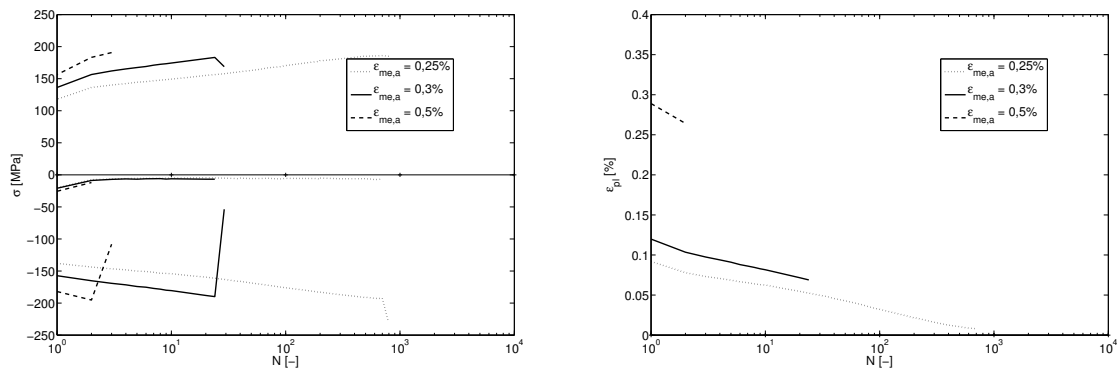 250
200
150
100
50
0
-50
-100
-150
-200
-250
σ [MPa]
10^0 10^1 10^2 10^3 10^4
N [-]
ε_me,a = 0,25%
ε_me,a = 0,3%
ε_me,a = 0,5%
0.4
0.35
0.3
0.25
0.2
0.15
0.1
0.05
0
ε_pl [%]
10^0 10^1 10^2 10^3 10^4
N [-]
ε_me,a = 0,25%
ε_me,a = 0,3%
ε_me,a = 0,5%